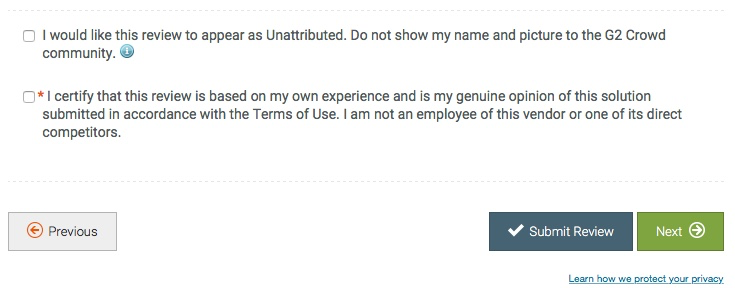 I would like this review to appear as Unattributed. Do not show my name and picture to the G2 Crowd
community.
* I certify that this review is based on my own experience and is my genuine opinion of this solution
submitted in accordance with the Terms of Use. I am not an employee of this vendor or one of its direct
competitors.
Previous
Submit Review
Next
Learn how we protect your privacy